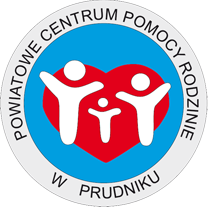 POWIATOWE CENTRUM POMOCY RODZINIE
W PRUDNIKU